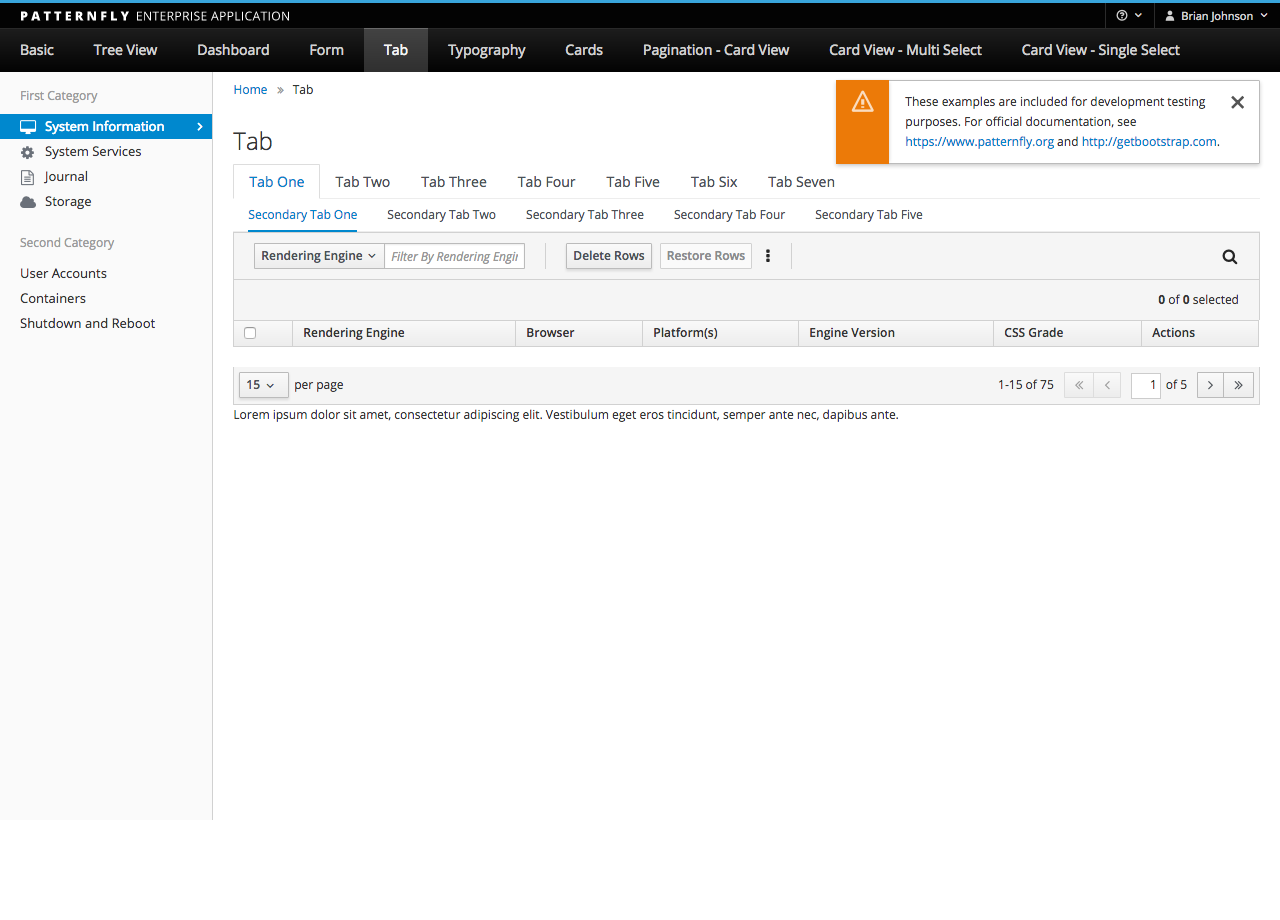 PATTERNFLY ENTERPRISE APPLICATION
Brian Johnson
Basic Tree View Dashboard Form Tab Typography Cards Pagination - Card View Card View - Multi Select Card View - Single Select
First Category
System Information
System Services
Journal
Storage
Second Category
User Accounts
Containers
Shutdown and Reboot
Home » Tab
These examples are included for development testing
purposes. For official documentation, see
https://www.patternfly.org and http://getbootstrap.com.
Tab
Tab One Tab Two Tab Three Tab Four Tab Five Tab Six Tab Seven
Secondary Tab One Secondary Tab Two Secondary Tab Three Secondary Tab Four Secondary Tab Five
Rendering Engine Filter By Rendering Delete Rows Restore Rows
0 of 0 selected
Rendering Engine Browser Platform(s) Engine Version CSS Grade Actions
15 per page 1-15 of 75 « ‹ 1 of 5 › »
Lorem ipsum dolor sit amet, consectetur adipiscing elit. Vestibulum eget eros tincidunt, semper ante nec, dapibus ante.